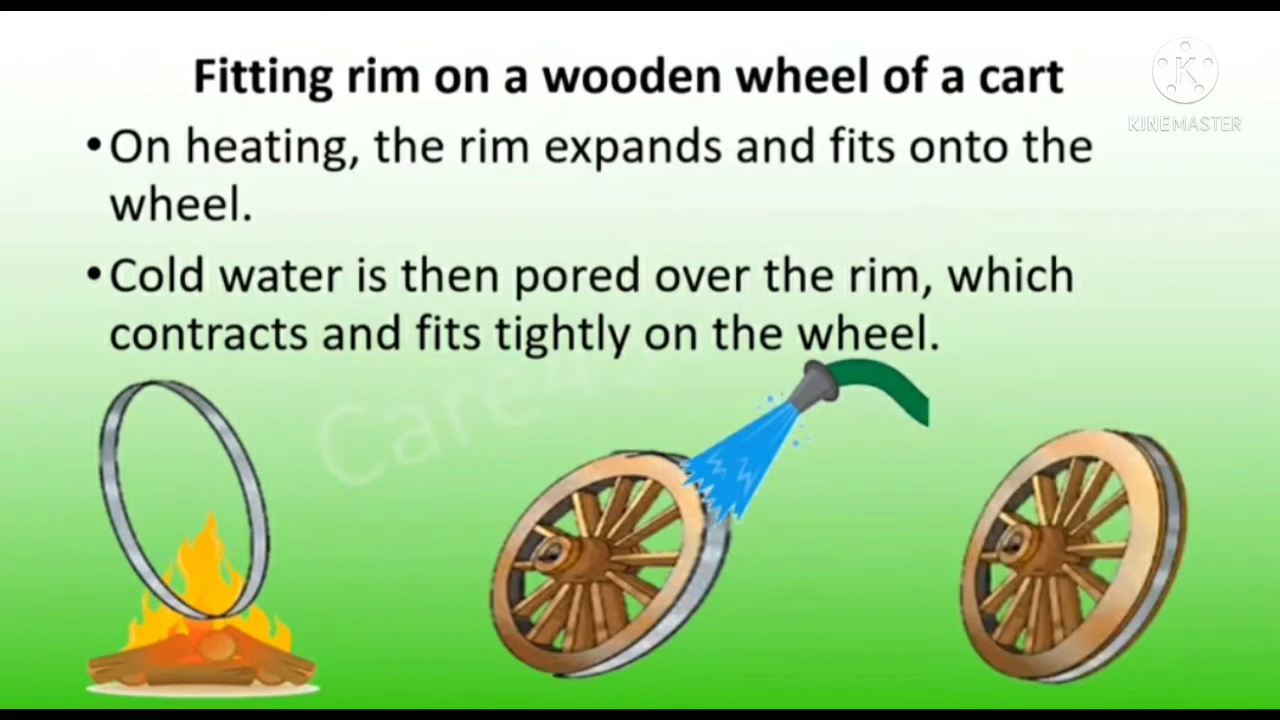 Fitting rim on a wooden wheel of a cart
K
KINEMASTER
•On heating, the rim expands and fits onto the
wheel.
•Cold water is then pored over the rim, which
contracts and fits tightly on the wheel.
Care